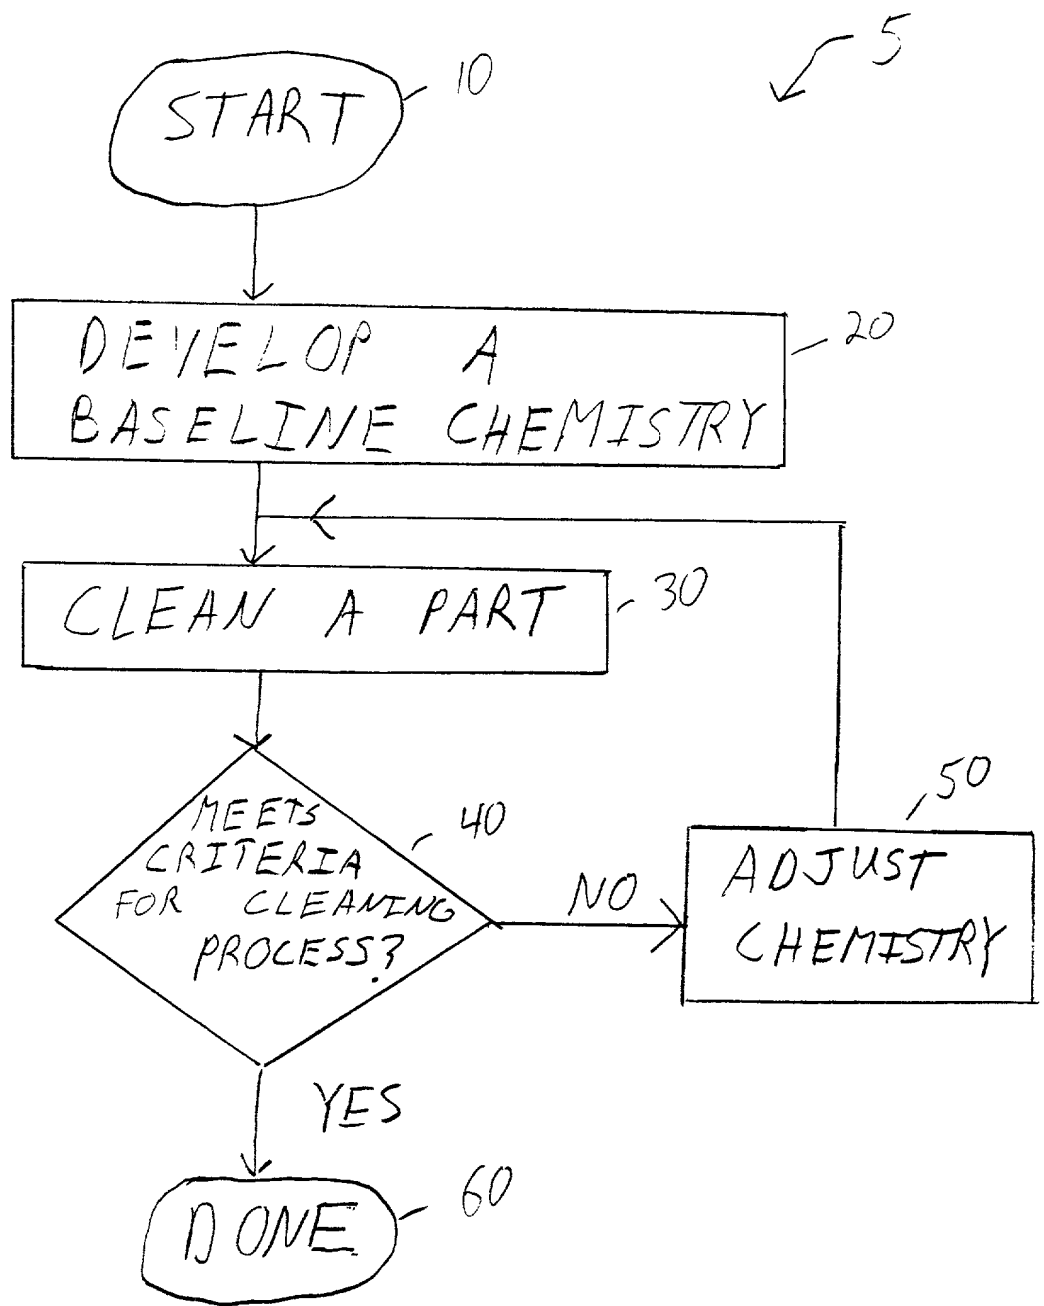 5
START
10
DEVELOP A
20
BASELINE CHEMISTRY
CLEAN A PART
30
MEETS
CRITERIA
FOR CLEANING
PROCESS?
40
NO
50
ADJUST
CHEMISTRY
YES
DONE
60